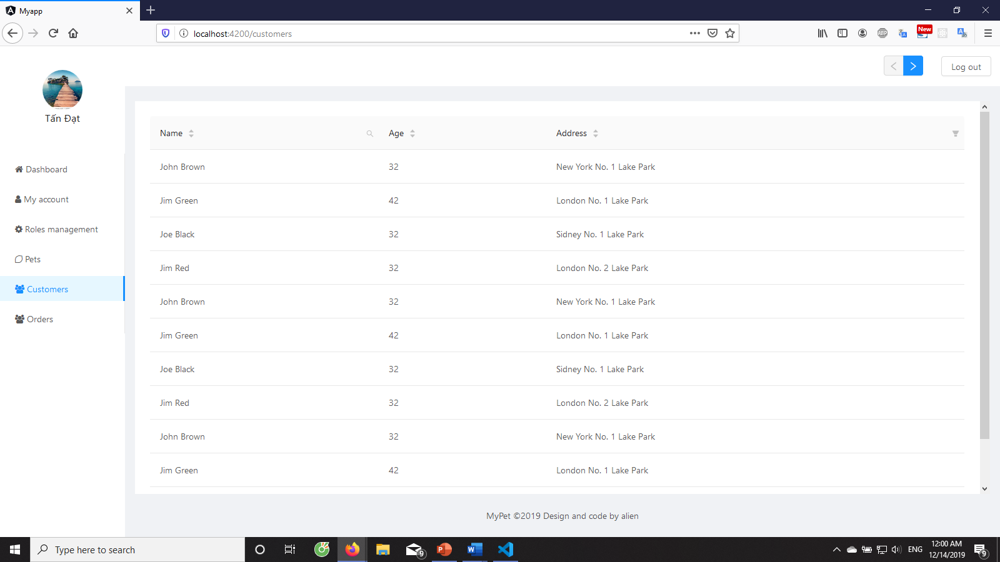 Myapp
localhost:4200/customers
ABP
New
Log out
Tấn Đạt
Dashboard
My account
Roles management
Pets
Customers
Orders
Name Age Address
John Brown 32 New York No. 1 Lake Park
Jim Green 42 London No. 1 Lake Park
Joe Black 32 Sidney No. 1 Lake Park
Jim Red 32 London No. 2 Lake Park
John Brown 32 New York No. 1 Lake Park
Jim Green 42 London No. 1 Lake Park
Joe Black 32 Sidney No. 1 Lake Park
Jim Red 32 London No. 2 Lake Park
John Brown 32 New York No. 1 Lake Park
Jim Green 42 London No. 1 Lake Park
MyPet ©2019 Design and code by alien
Type here to search
9
ENG
12:00 AM
12/14/2019
9